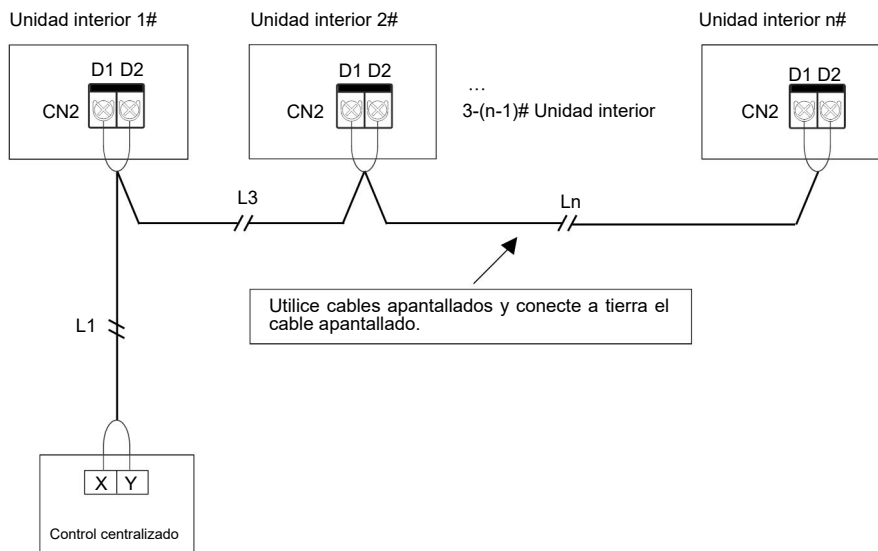 Unidad interior 1#
Unidad interior 2#
Unidad interior n#
D1 D2
D1 D2
D1 D2
CN2
CN2
...
3-(n-1)# Unidad interior
CN2
L3
Ln
Utilice cables apantallados y conecte a tierra el
cable apantallado.
L1
X Y
Control centralizado